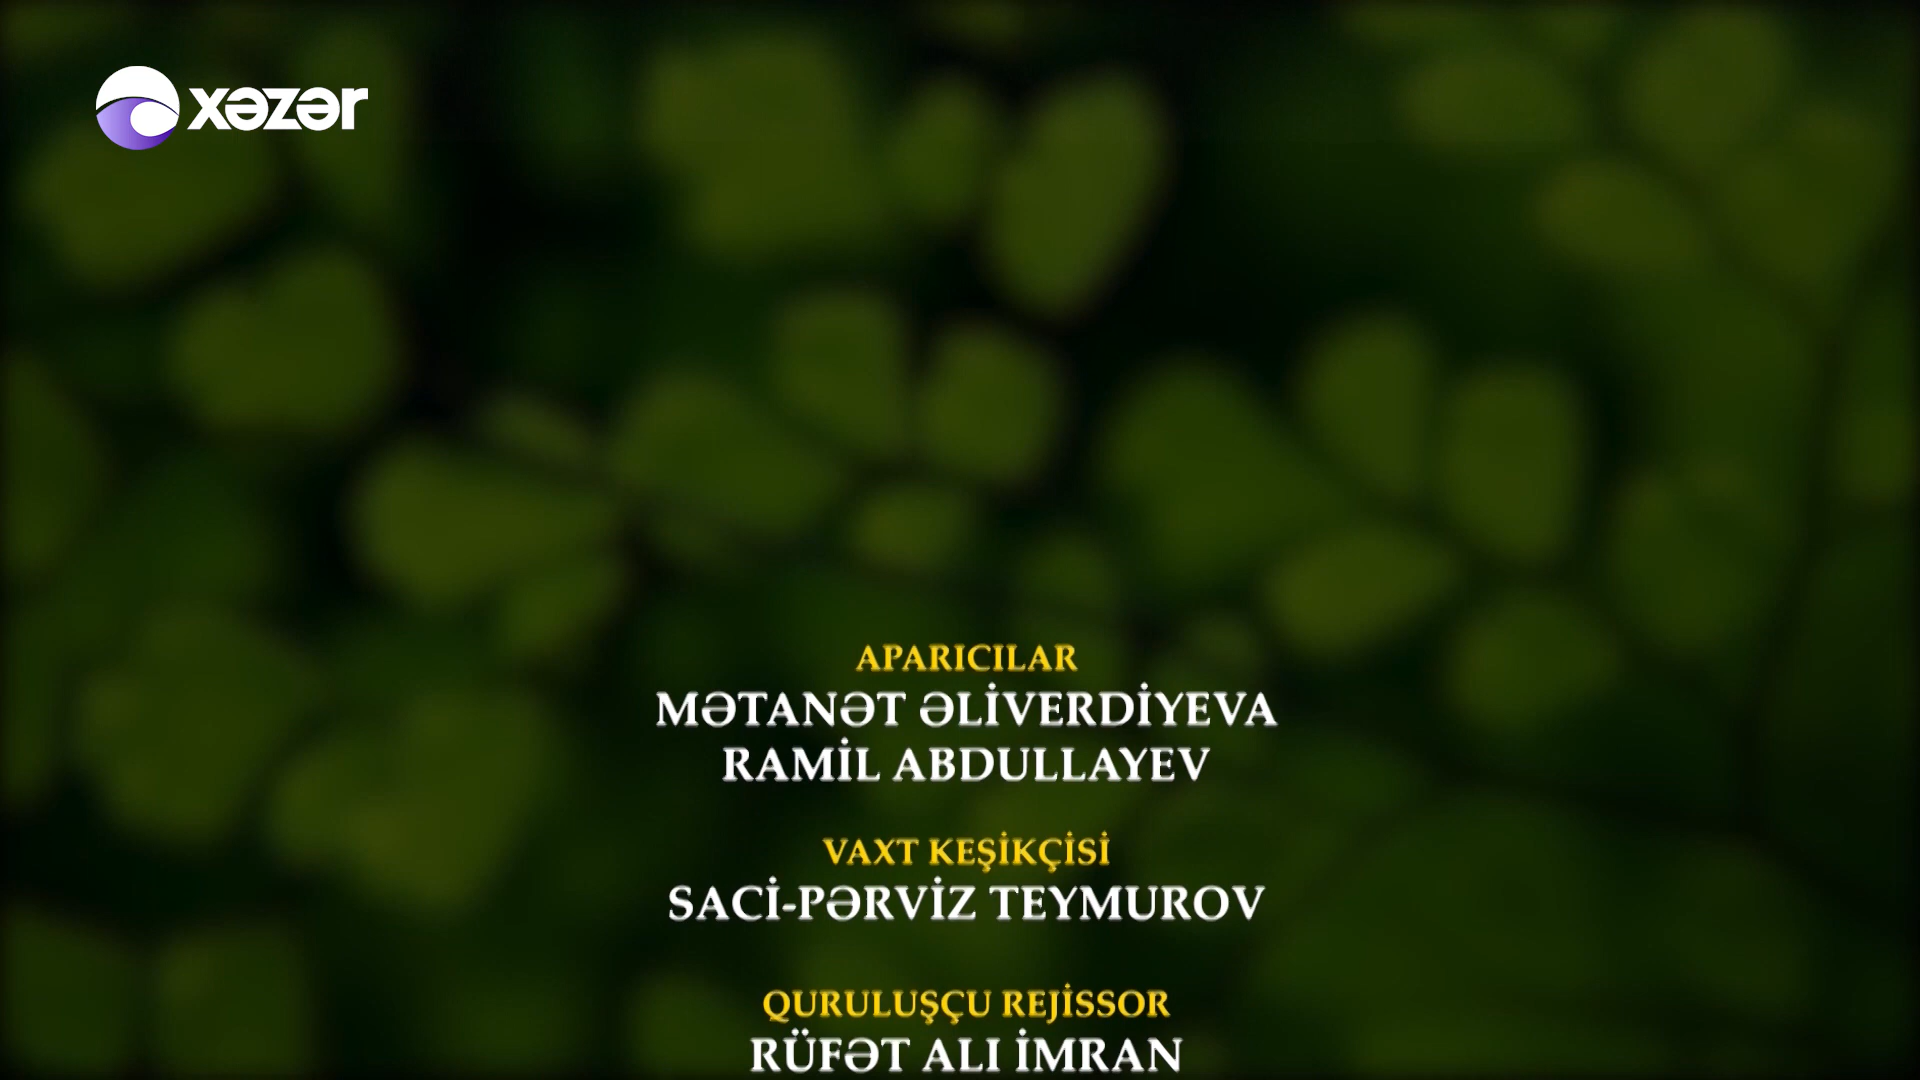 xəzər
APARICILAR
MƏTANƏT ƏLİVERDİYEVA
RAMİL ABDULLAYEV
VAXT KEŞİKÇİSİ
SACİ-PƏRVİZ TEYMUROV
QURULUŞÇU REJİSSOR
RÜFƏT ALI İMRAN